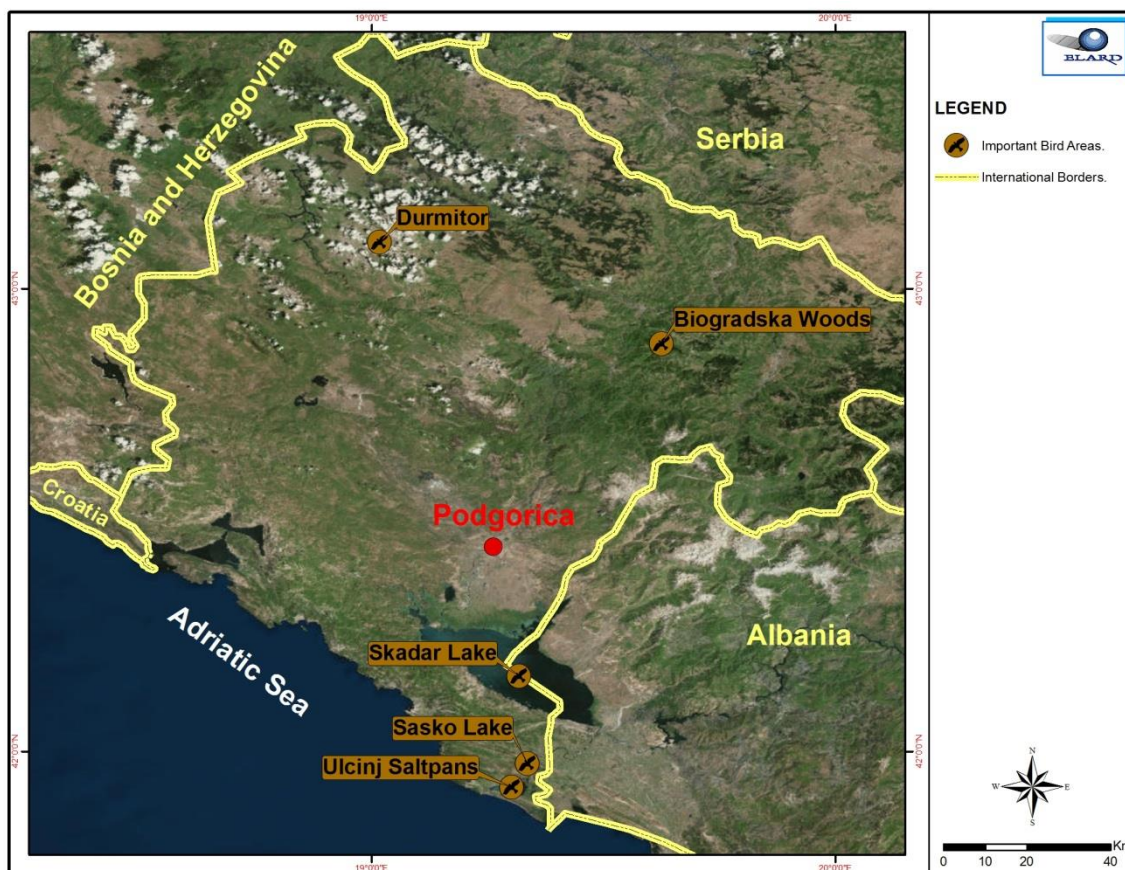 19°0'0"E
20°0'0"E
BLARD
Bosnia and Herzegovina
Serbia
LEGEND
Important Bird Areas.
International Borders.
Durmitor
43°0'0"N
43°0'0"N
Biogradska Woods
Croatia
Podgorica
Adriatic Sea
Albania
Skadar Lake
Sasko Lake
Ulcinj Saltpans
42°0'0"N
42°0'0"N
N
W
E
S
Km
0 10 20 40
19°0'0"E
20°0'0"E